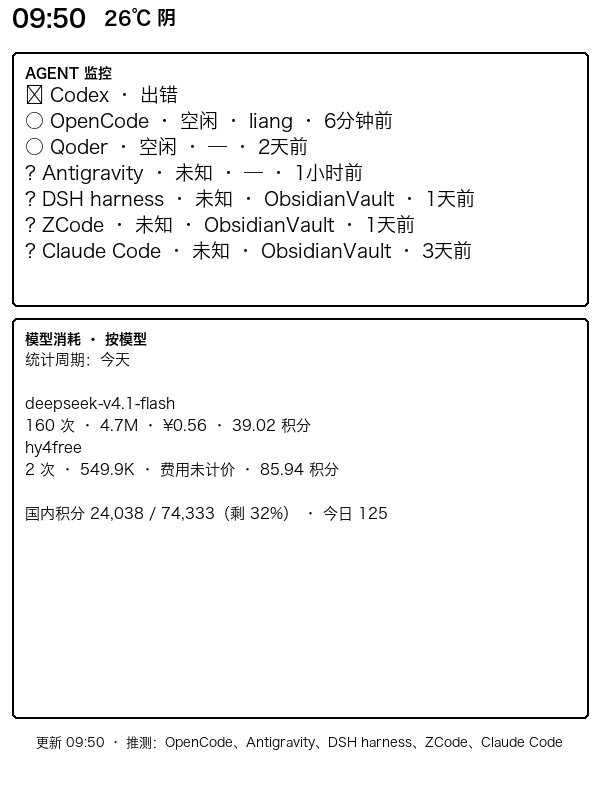 09:50 26℃ 阴
AGENT 监控
☒ Codex · 出错
○ OpenCode · 空闲 · liang · 6分钟前
○ Qoder · 空闲 · — · 2天前
? Antigravity · 未知 · — · 1小时前
? DSH harness · 未知 · ObsidianVault · 1天前
? ZCode · 未知 · ObsidianVault · 1天前
? Claude Code · 未知 · ObsidianVault · 3天前
模型消耗 · 按模型
统计周期：今天
deepseek-v4.1-flash
160 次 · 4.7M · ¥0.56 · 39.02 积分
hy4free
2 次 · 549.9K · 费用未计价 · 85.94 积分
国内积分 24,038 / 74,333（剩 32%） · 今日 125
更新 09:50 · 推测：OpenCode、Antigravity、DSH harness、ZCode、Claude Code